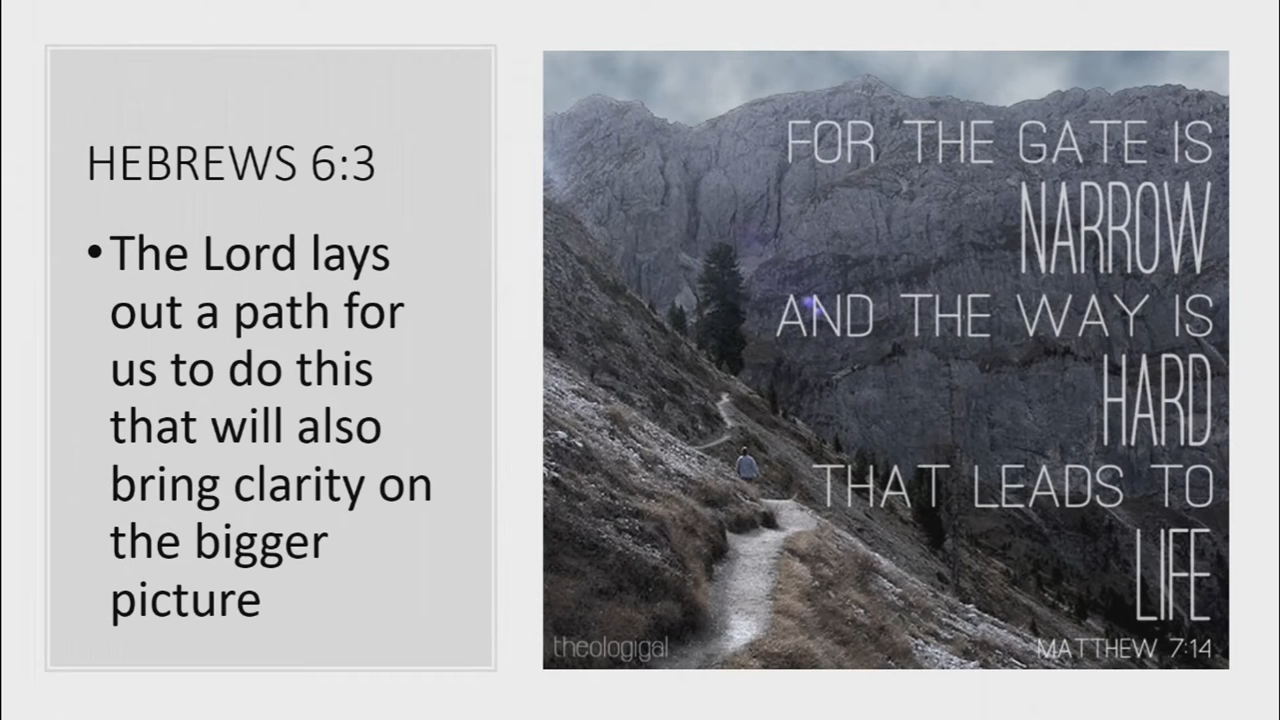 HEBREWS 6:3
• The Lord lays
out a path for
us to do this
that will also
bring clarity on
the bigger
picture
FOR THE GATE IS
NARROW
AND THE WAY IS
HARD
THAT LEADS TO
LIFE
MATTHEW 7:14
theologigal